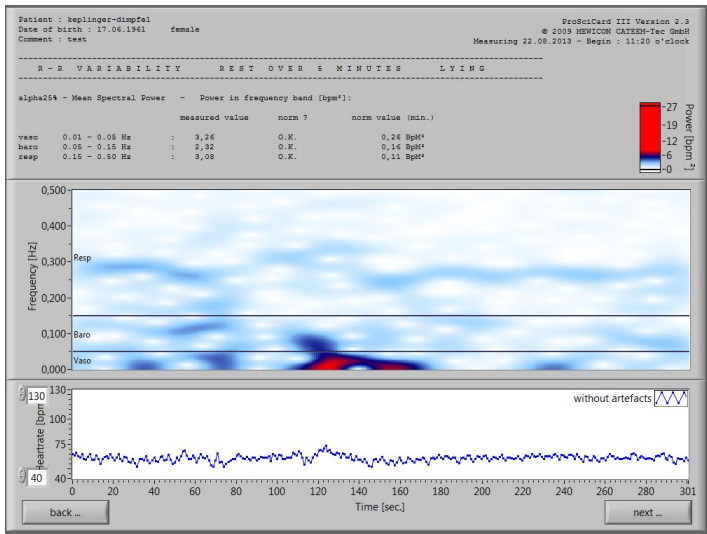 Patient : keplinger-dimpfel
Date of birth : 17.06.1961 female
Comment : test
ProSciCard III Version 2.3
© 2009 MEWICON CATEEM-Tec GmbH
Measuring 22.08.2013 - Begin : 11:20 o'clock
R - R V A R I A B I L I T Y R E S T O V E R 5 M I N U T E S L Y I N G
alpha25% - Mean Spectral Power - Power in frequency band [bpm²]:
measured value norm ? norm value (min.)
vaso 0.01 - 0.05 Hz : 3,26 O.K. 0,26 BpM²
baro 0.05 - 0.15 Hz : 2,32 O.K. 0,16 BpM²
resp 0.15 - 0.50 Hz : 3,08 O.K. 0,11 BpM²
-27
-19
-12
-6
-0
Power [bpm²]
0,500
0,300
0,200
0,100
0,000
Frequency [Hz]
Resp
Baro
Vaso
130 130
100
75
40 40
Heartrate [bpm
without artefacts
0 20 40 60 80 100 120 140 160 180 200 220 240 260 280 301
Time [sec.]
back ...
next ...